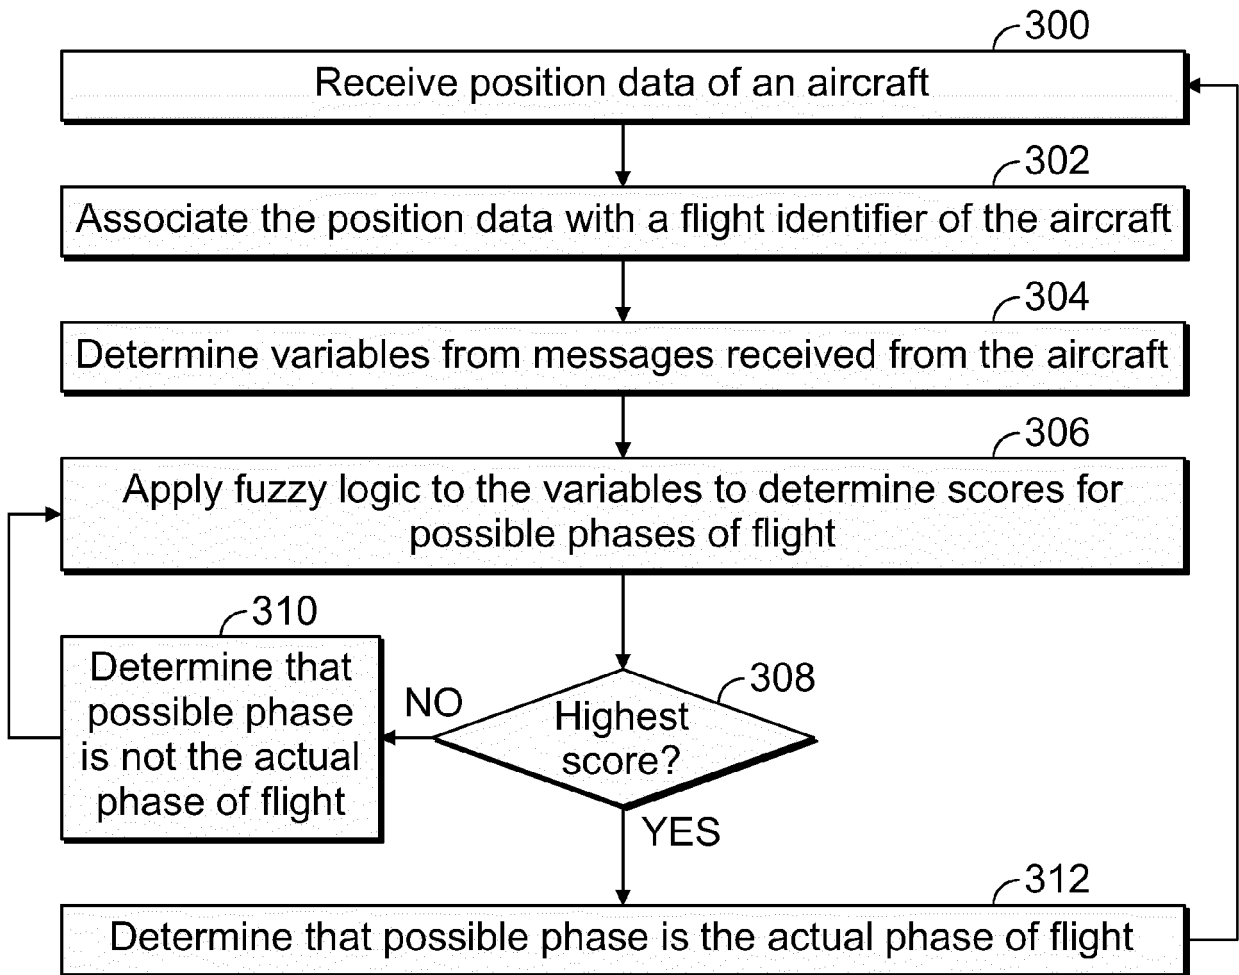 300
Receive position data of an aircraft
302
Associate the position data with a flight identifier of the aircraft
304
Determine variables from messages received from the aircraft
306
Apply fuzzy logic to the variables to determine scores for
possible phases of flight
310
Determine that
possible phase
is not the actual
phase of flight
NO
308
Highest
score?
YES
312
Determine that possible phase is the actual phase of flight